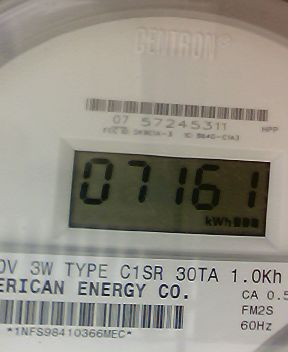 CENTRON®
07 57245311
HPP
07161
kWh
0V 3W TYPE C1SR 30TA 1.0Kh
ERICAN ENERGY CO.
CA 0.5
FM2S
60Hz
*1NFS98410366MEC*